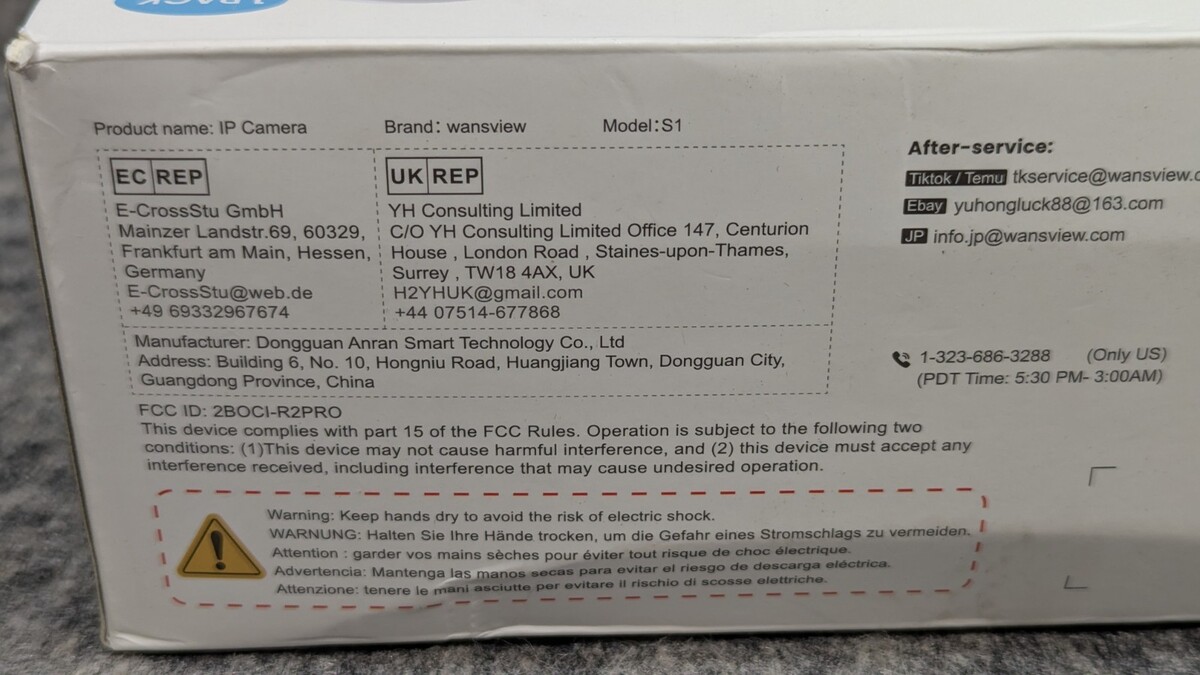 1 PACK
Product name: IP Camera
Brand: wansview
Model:S1
EC REP
E-CrossStu GmbH
Mainzer Landstr.69, 60329,
Frankfurt am Main, Hessen,
Germany
E-CrossStu@web.de
+49 69332967674
UK REP
YH Consulting Limited
C/O YH Consulting Limited Office 147, Centurion
House , London Road , Staines-upon-Thames,
Surrey , TW18 4AX, UK
H2YHUK@gmail.com
+44 07514-677868
Manufacturer: Dongguan Anran Smart Technology Co., Ltd
Address: Building 6, No. 10, Hongniu Road, Huangjiang Town, Dongguan City,
Guangdong Province, China
FCC ID: 2BOCI-R2PRO
This device complies with part 15 of the FCC Rules. Operation is subject to the following two
conditions: (1)This device may not cause harmful interference, and (2) this device must accept any
interference received, including interference that may cause undesired operation.
Warning: Keep hands dry to avoid the risk of electric shock.
WARNUNG: Halten Sie Ihre Hände trocken, um die Gefahr eines Stromschlags zu vermeiden.
Attention : garder vos mains sèches pour éviter tout risque de choc électrique.
Advertencia: Mantenga las manos secas para evitar el riesgo de descarga eléctrica.
Attenzione: tenere le mani asciutte per evitare il rischio di scosse elettriche.
After-service:
Tiktok / Temu tkservice@wansview.c
Ebay yuhongluck88@163.com
JP info.jp@wansview.com
1-323-686-3288 (Only US)
(PDT Time: 5:30 PM- 3:00AM)